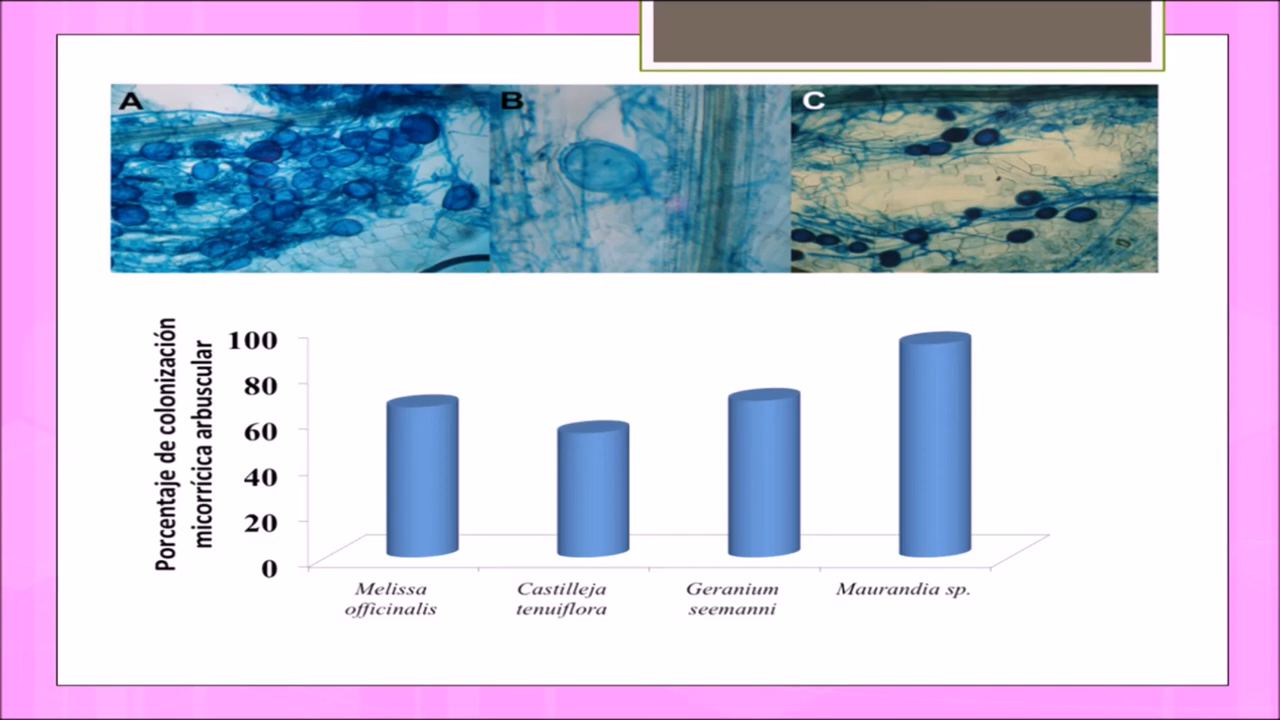 A
B
C
Porcentaje de colonización
micorrícica arbuscular
100
80
60
40
20
0
Melissa
officinalis
Castilleja
tenuiflora
Geranium
seemanni
Maurandia sp.